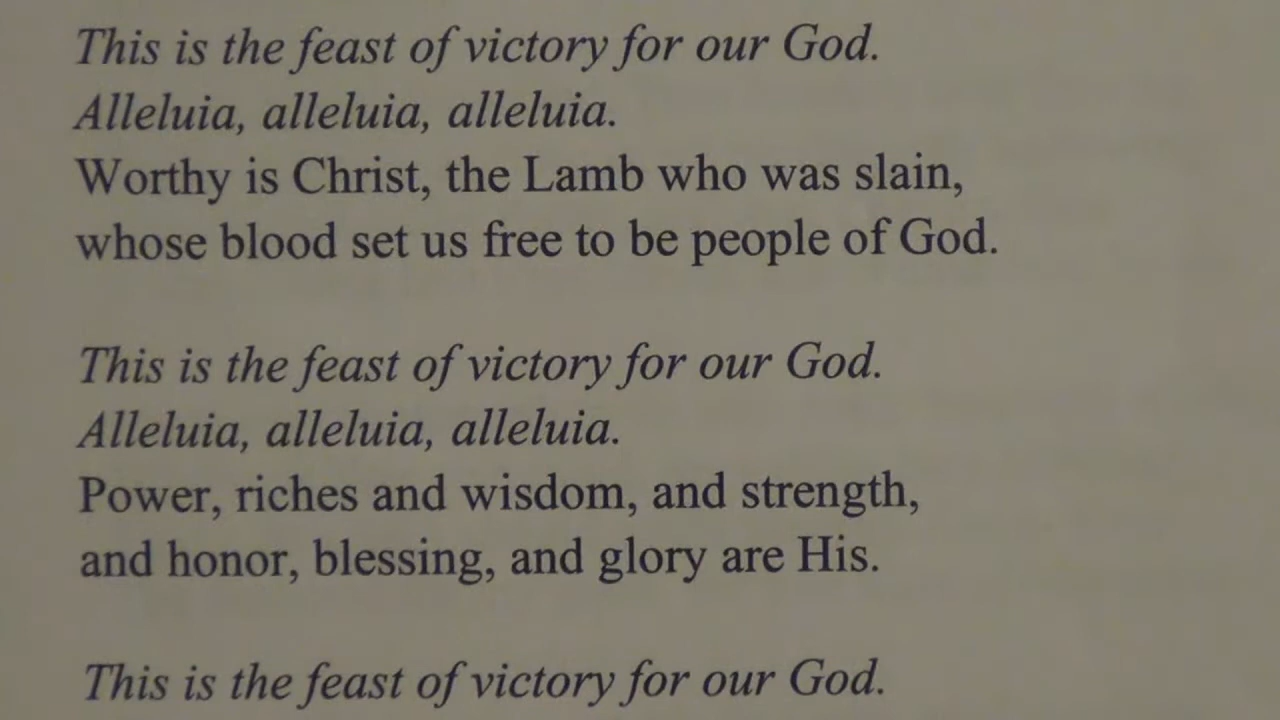 This is the feast of victory for our God.
Alleluia, alleluia, alleluia.
Worthy is Christ, the Lamb who was slain,
whose blood set us free to be people of God.
This is the feast of victory for our God.
Alleluia, alleluia, alleluia.
Power, riches and wisdom, and strength,
and honor, blessing, and glory are His.
This is the feast of victory for our God.